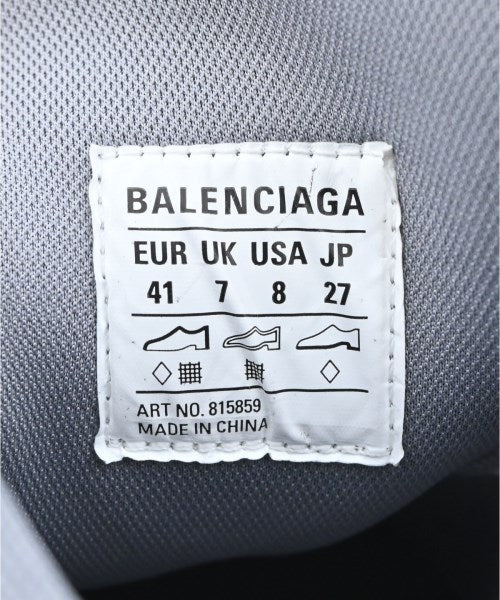 BALENCIAGA
EUR UK USA JP
41 7 8 27
ART NO. 815859
MADE IN CHINA